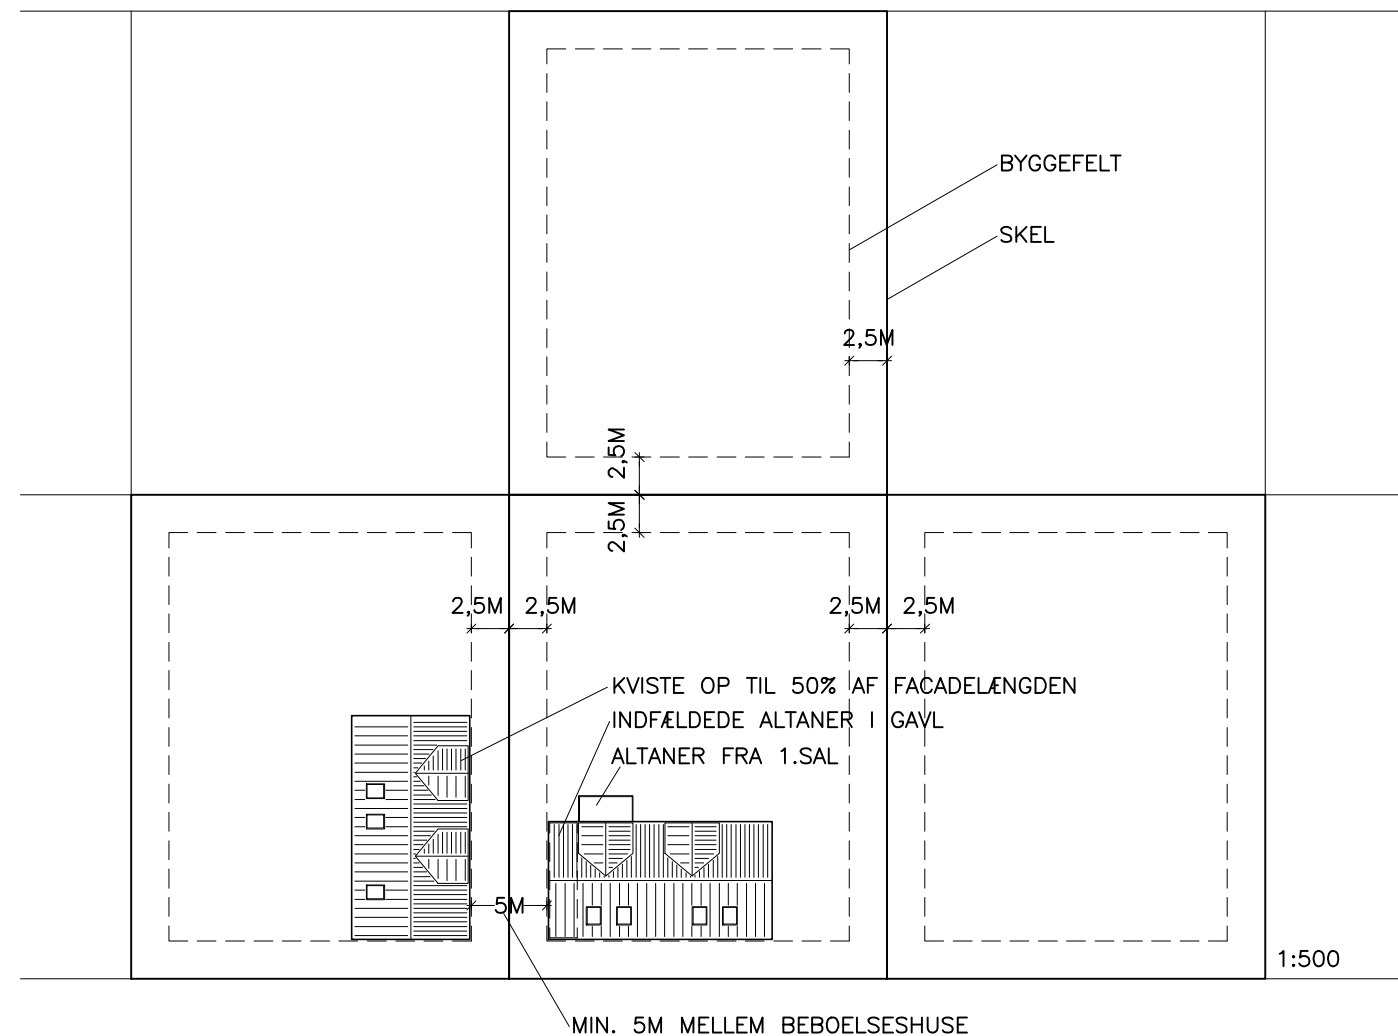 BYGGEFELT
SKEL
2,5M
2,5M
2,5M
2,5M 2,5M 2,5M 2,5M
KVISTE OP TIL 50% AF FACADELÆNGDEN
INDFÆLDEDE ALTANER I GAVL
ALTANER FRA 1.SAL
5M
1:500
MIN. 5M MELLEM BEBOELSESHUSE